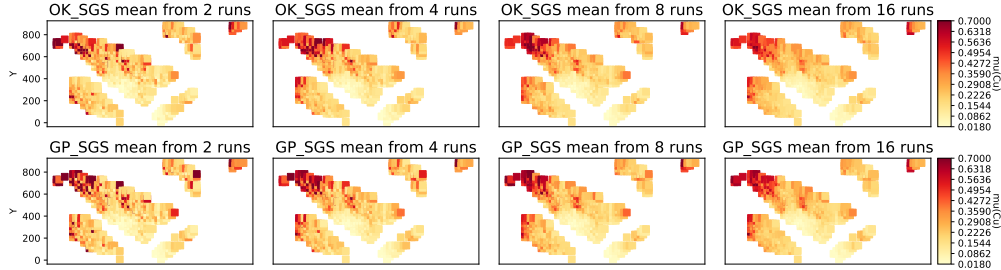 OK_SGS mean from 2 runs
OK_SGS mean from 4 runs
OK_SGS mean from 8 runs
OK_SGS mean from 16 runs
Y
800
600
400
200
0
0.7000
0.6318
0.5636
0.4954
0.4272
0.3590
0.2908
0.2226
0.1544
0.0862
0.0180
mu(Cu)
GP_SGS mean from 2 runs
GP_SGS mean from 4 runs
GP_SGS mean from 8 runs
GP_SGS mean from 16 runs
Y
800
600
400
200
0
0.7000
0.6318
0.5636
0.4954
0.4272
0.3590
0.2908
0.2226
0.1544
0.0862
0.0180
mu(Cu)